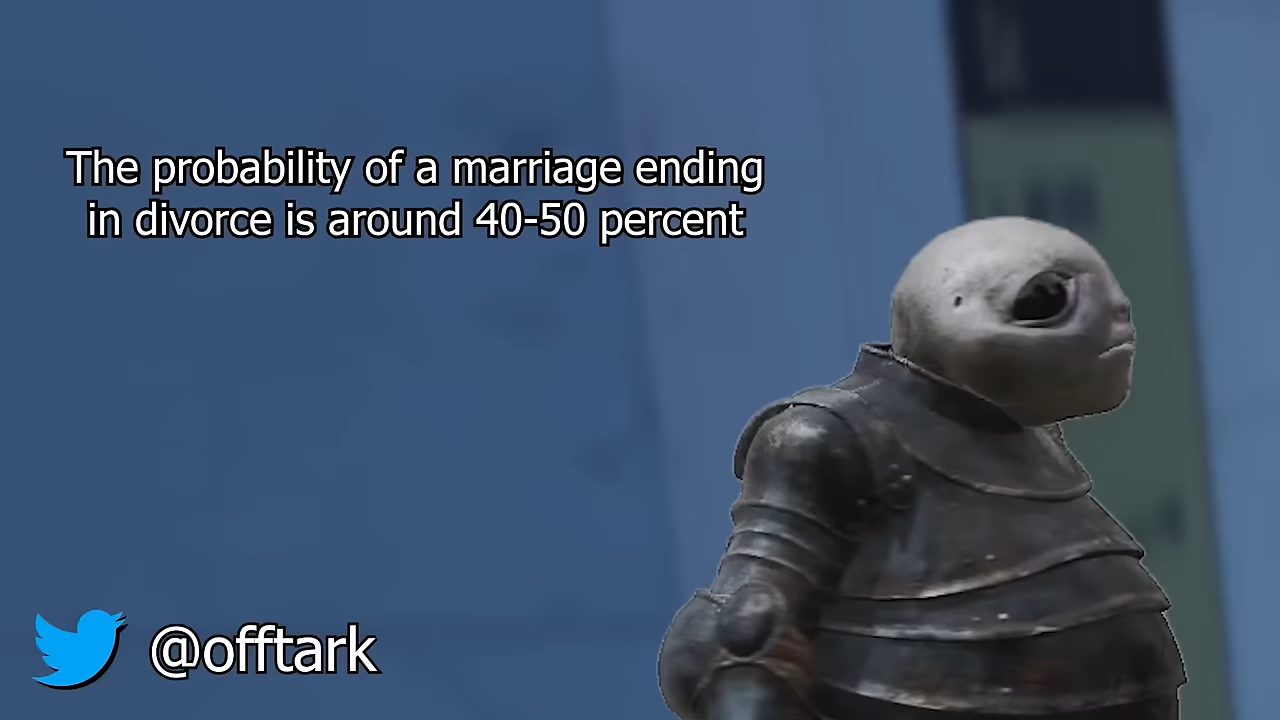 The probability of a marriage ending
in divorce is around 40-50 percent
@offtark